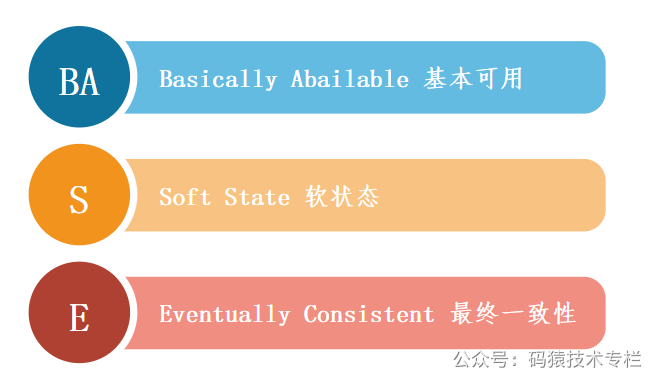 BA
Basically Abailable 基本可用
S
Soft State 软状态
E
Eventually Consistent 最终一致性
公众号：码猿技术专栏